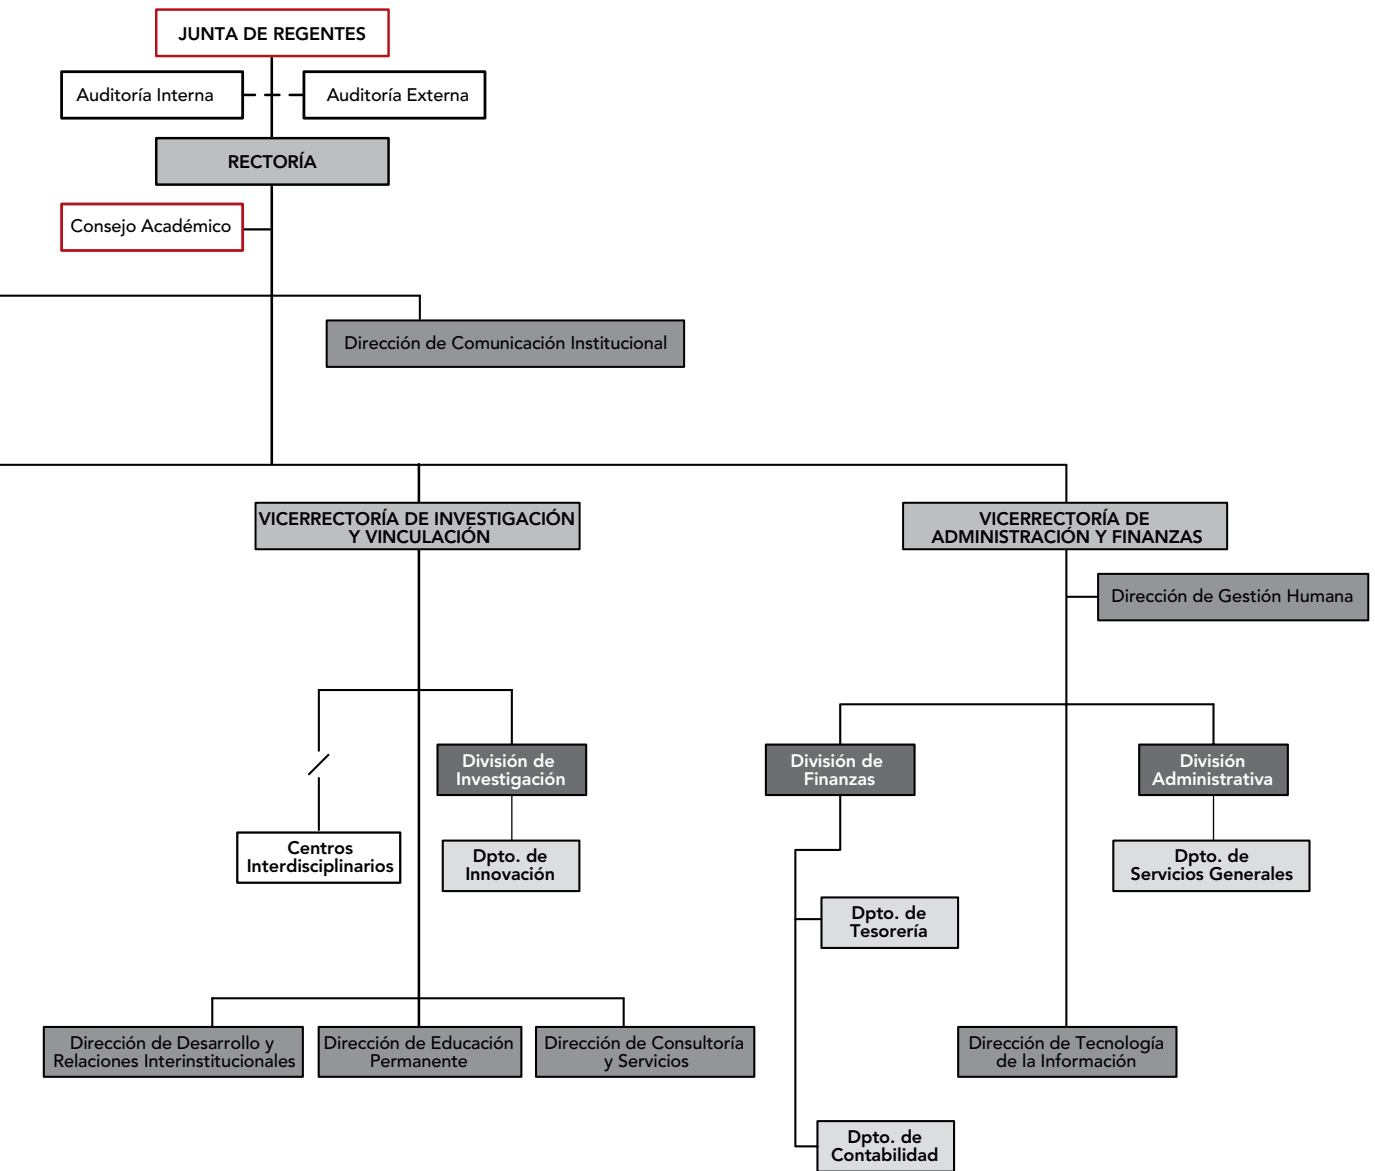 JUNTA DE REGENTES
Auditoría Interna
Auditoría Externa
RECTORÍA
Consejo Académico
Dirección de Comunicación Institucional
VICERRECTORÍA DE INVESTIGACIÓN
Y VINCULACIÓN
VICERRECTORÍA DE
ADMINISTRACIÓN Y FINANZAS
Dirección de Gestión Humana
División de
Investigación
División de
Finanzas
División
Administrativa
Centros
Interdisciplinarios
Dpto. de
Innovación
Dpto. de
Servicios Generales
Dpto. de
Tesorería
Dirección de Desarrollo y
Relaciones Interinstitucionales
Dirección de Educación
Permanente
Dirección de Consultoría
y Servicios
Dirección de Tecnología
de la Información
Dpto. de
Contabilidad